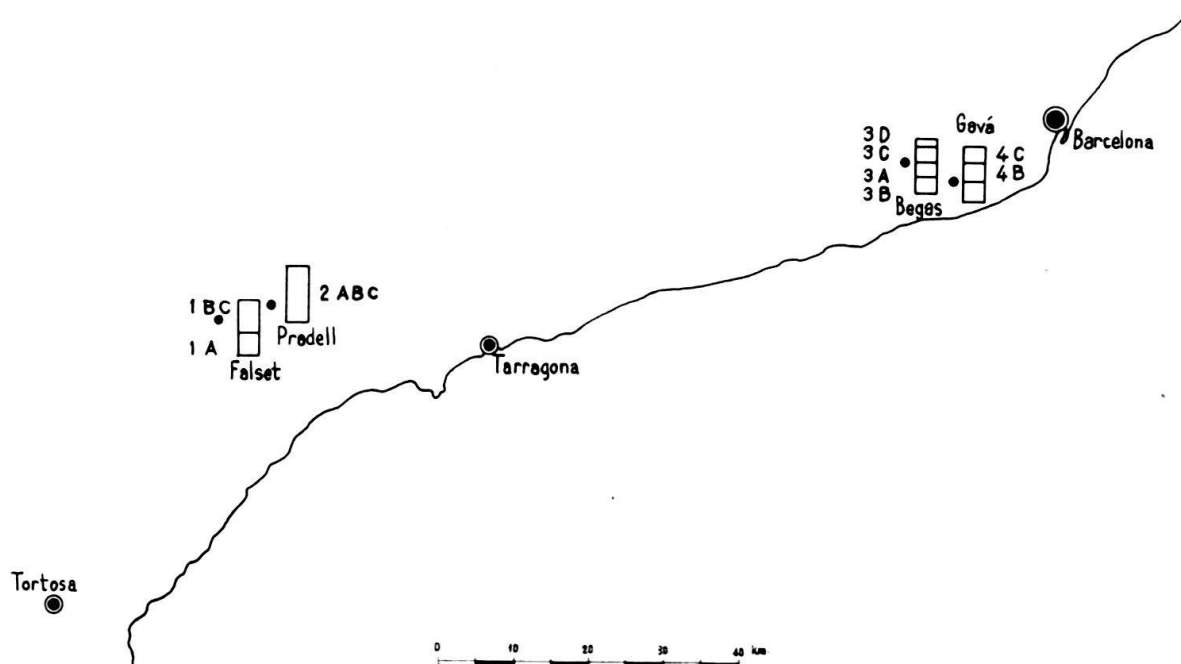 Gavá
Barcelona
3 D
3 C
3 A
3 B
4 C
4 B
Begas
1 BC
1 A
2 ABC
Pradell
Falset
Tarragona
Tortosa
0 10 20 30 40 km.